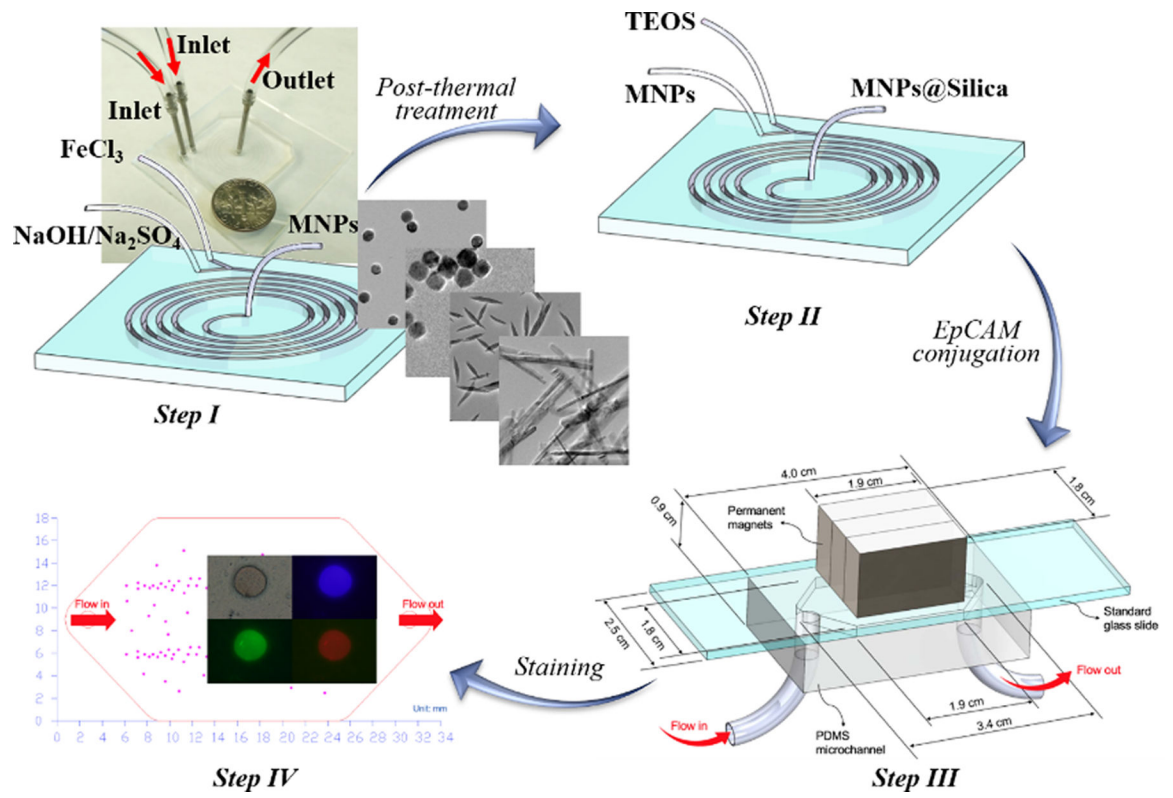 Inlet
Outlet
Inlet
FeCl₃
NaOH/Na₂SO₄
MNPs
Step I
Post-thermal
treatment
TEOS
MNPs
MNPs@Silica
Step II
EpCAM
conjugation
4.0 cm
1.9 cm
1.8 cm
0.9 cm
Permanent
magnets
2.5 cm
1.8 cm
Standard
glass slide
Flow out
1.9 cm
3.4 cm
Flow in
PDMS
microchannel
Step III
Staining
18
16
14
12
10
8
6
4
2
0
Flow in
Flow out
Unit: mm
0 2 4 6 8 10 12 14 16 18 20 22 24 26 28 30 32 34
Step IV